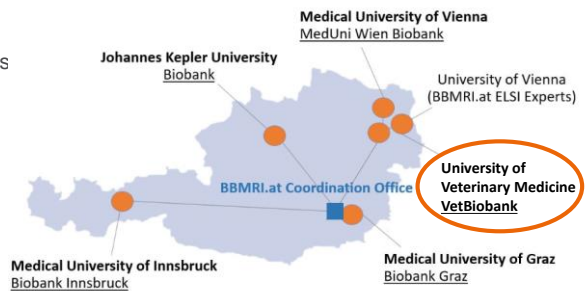 Medical University of Vienna
MedUni Wien Biobank
s
Johannes Kepler University
Biobank
University of Vienna
(BBMRI.at ELSI Experts)
University of
Veterinary Medicine
VetBiobank
BBMRI.at Coordination Office
Medical University of Graz
Biobank Graz
Medical University of Innsbruck
Biobank Innsbruck